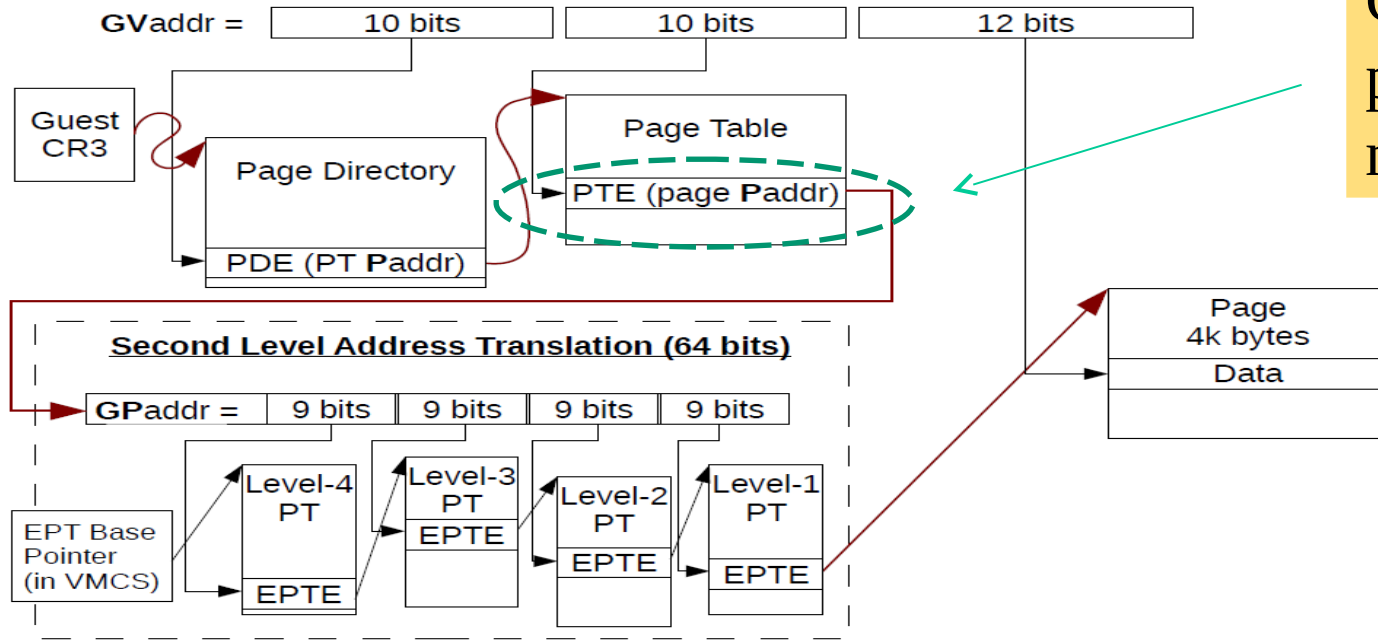 GVaddr =
10 bits
10 bits
12 bits
Guest
CR3
Page Directory
PDE (PT Paddr)
Page Table
PTE (page Paddr)
Page
4k bytes
Data
Second Level Address Translation (64 bits)
GPaddr =
9 bits
9 bits
9 bits
9 bits
EPT Base
Pointer
(in VMCS)
Level-4
PT
EPTE
Level-3
PT
EPTE
Level-2
PT
EPTE
Level-1
PT
EPTE